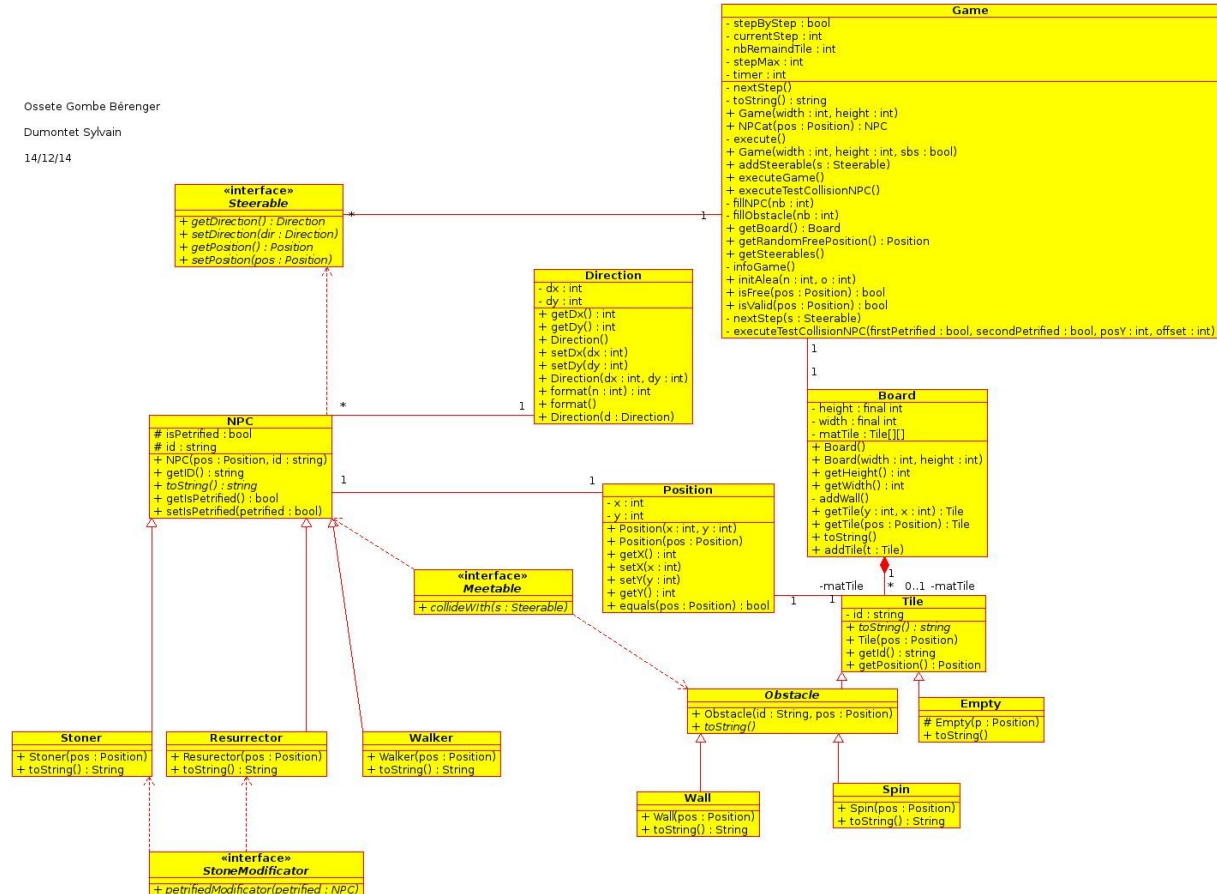 Ossete Gombe Bérenger
Dumontet Sylvain
14/12/14
Game
- stepByStep : bool
- currentStep : int
- nbRemaindTile : int
- stepMax : int
- timer : int
- nextStep()
- toString() : string
+ Game(width : int, height : int)
+ NPCat(pos : Position) : NPC
- execute()
+ Game(width : int, height : int, sbs : bool)
+ addSteerable(s : Steerable)
+ executeGame()
+ executeTestCollisionNPC()
- fillNPC(nb : int)
- fillObstacle(nb : int)
+ getBoard() : Board
+ getRandomFreePosition() : Position
+ getSteerables()
- infoGame()
+ initAlea(n : int, o : int)
+ isFree(pos : Position) : bool
+ isValid(pos : Position) : bool
- nextStep(s : Steerable)
- executeTestCollisionNPC(firstPetrified : bool, secondPetrified : bool, posY : int, offset : int)
«interface»
Steerable
+ getDirection() : Direction
+ setDirection(dir : Direction)
+ getPosition() : Position
+ setPosition(pos : Position)
*
1
Direction
- dx : int
- dy : int
+ getDx() : int
+ getDy() : int
+ Direction()
+ setDx(dx : int)
+ setDy(dy : int)
+ Direction(dx : int, dy : int)
+ format(n : int) : int
+ format()
+ Direction(d : Direction)
1
1
*
1
NPC
# isPetrified : bool
# id : string
+ NPC(pos : Position, id : string)
+ getID() : string
+ toString() : string
+ getIsPetrified() : bool
+ setIsPetrified(petrified : bool)
1
1
Board
- height : final int
- width : final int
- matTile : Tile[][]
+ Board()
+ Board(width : int, height : int)
+ getHeight() : int
+ getWidth() : int
- addWall()
+ getTile(y : int, x : int) : Tile
+ getTile(pos : Position) : Tile
+ toString()
+ addTile(t : Tile)
Position
- x : int
- y : int
+ Position(x : int, y : int)
+ Position(pos : Position)
+ getX() : int
+ setX(x : int)
+ setY(y : int)
+ getY() : int
+ equals(pos : Position) : bool
«interface»
Meetable
+ collideWIth(s : Steerable)
1
-matTile
*
0..1
-matTile
1
1
Tile
- id : string
+ toString() : string
+ Tile(pos : Position)
+ getId() : string
+ getPosition() : Position
Obstacle
+ Obstacle(id : String, pos : Position)
+ toString()
Empty
# Empty(p : Position)
+ toString()
Stoner
+ Stoner(pos : Position)
+ toString() : String
Resurrector
+ Resurector(pos : Position)
+ toString() : String
Walker
+ Walker(pos : Position)
+ toString() : String
Wall
+ Wall(pos : Position)
+ toString() : String
Spin
+ Spin(pos : Position)
+ toString() : String
«interface»
StoneModificator
+ petrifiedModificator(petrified : NPC)